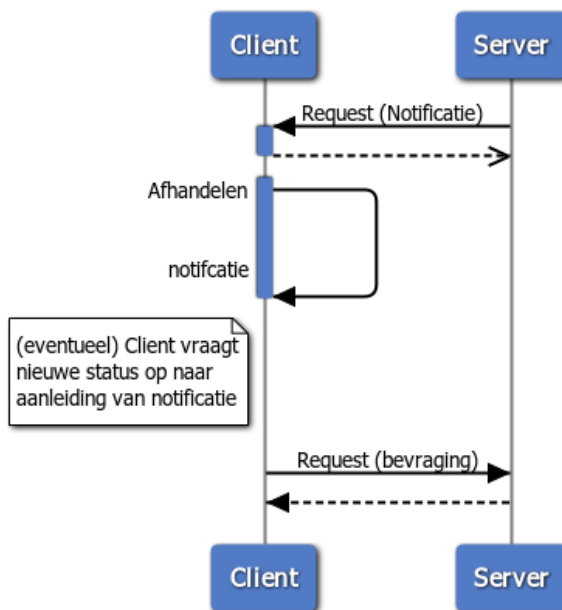 Client
Server
Request (Notificatie)
Afhandelen
notifcatie
(eventueel) Client vraagt
nieuwe status op naar
aanleiding van notificatie
Request (bevraging)
Client
Server